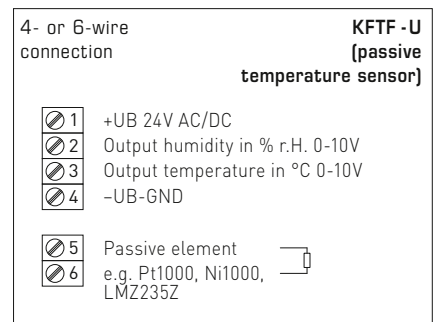 4- or 6-wire KFTF - U
connection (passive
temperature sensor)
1 +UB 24V AC/DC
2 Output humidity in % r.H. 0-10V
3 Output temperature in °C 0-10V
4 –UB-GND
5 Passive element
6 e.g. Pt1000, Ni1000,
LMZ235Z